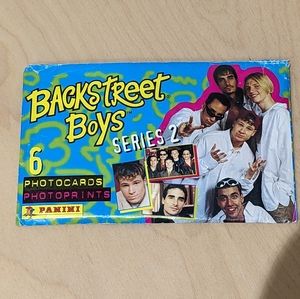 BACKSTREET
BOYS
SERIES 2
6
PHOTOCARDS
PHOTOPRINTS
PANINI